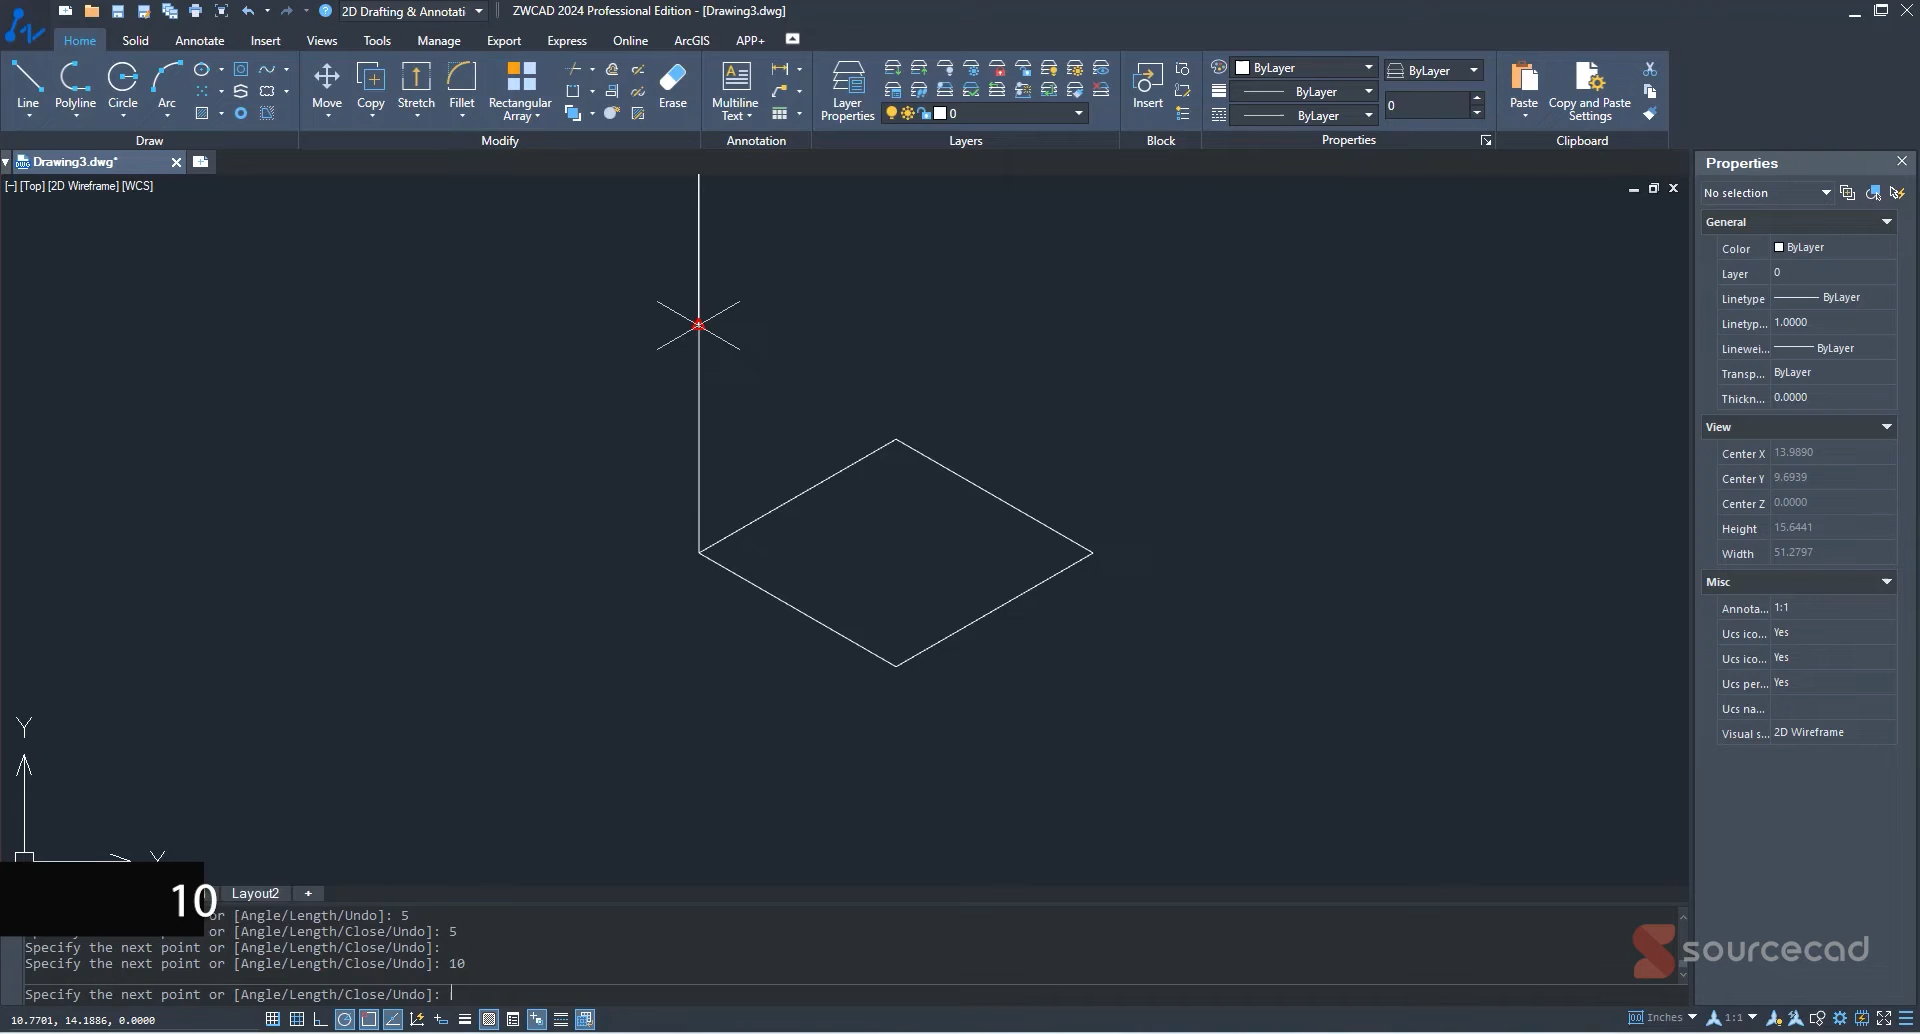 2D Drafting & Annotati
ZWCAD 2024 Professional Edition - [Drawing3.dwg]
Home Solid Annotate Insert Views Tools Manage Export Express Online ArcGIS APP+
Line Polyline Circle Arc
Move Copy Stretch Fillet Rectangular Array Erase
Multiline Text
Layer Properties
0
Insert
ByLayer
ByLayer
ByLayer
ByLayer
0
Paste
Copy and Paste Settings
Draw Modify Annotation Layers Block Properties Clipboard
Drawing3.dwg*
[−] [Top] [2D Wireframe] [WCS]
Properties
No selection
General
Color ByLayer
Layer 0
Linetype ByLayer
Linetyp... 1.0000
Linewei... ByLayer
Transp... ByLayer
Thickn... 0.0000
View
Center X 13.9890
Center Y 9.6939
Center Z 0.0000
Height 15.6441
Width 51.2797
Misc
Annota... 1:1
Ucs ico... Yes
Ucs ico... Yes
Ucs per... Yes
Ucs na...
Visual s... 2D Wireframe
Y
10
Layout2 +
or [Angle/Length/Undo]: 5
or [Angle/Length/Close/Undo]: 5
Specify the next point or [Angle/Length/Close/Undo]:
Specify the next point or [Angle/Length/Close/Undo]: 10
Specify the next point or [Angle/Length/Close/Undo]:
sourcecad
10.7701, 14.1886, 0.0000
Inches 1:1